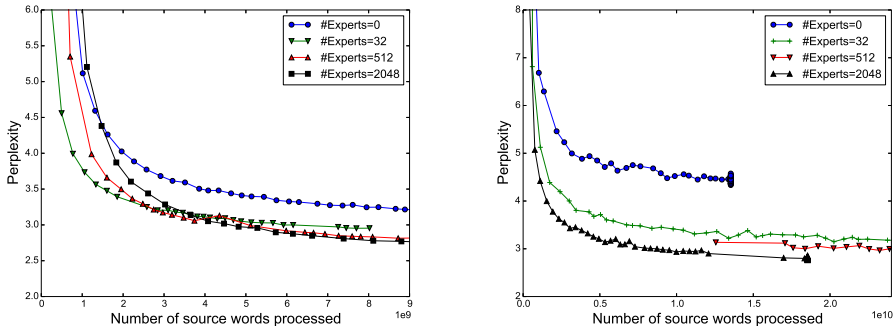 6.0
5.5
5.0
4.5
4.0
3.5
3.0
2.5
2.0
Perplexity
0 1 2 3 4 5 6 7 8 9
1e9
Number of source words processed
#Experts=0
#Experts=32
#Experts=512
#Experts=2048
8
7
6
5
4
3
2
Perplexity
0.0 0.5 1.0 1.5 2.0
1e10
Number of source words processed
#Experts=0
#Experts=32
#Experts=512
#Experts=2048